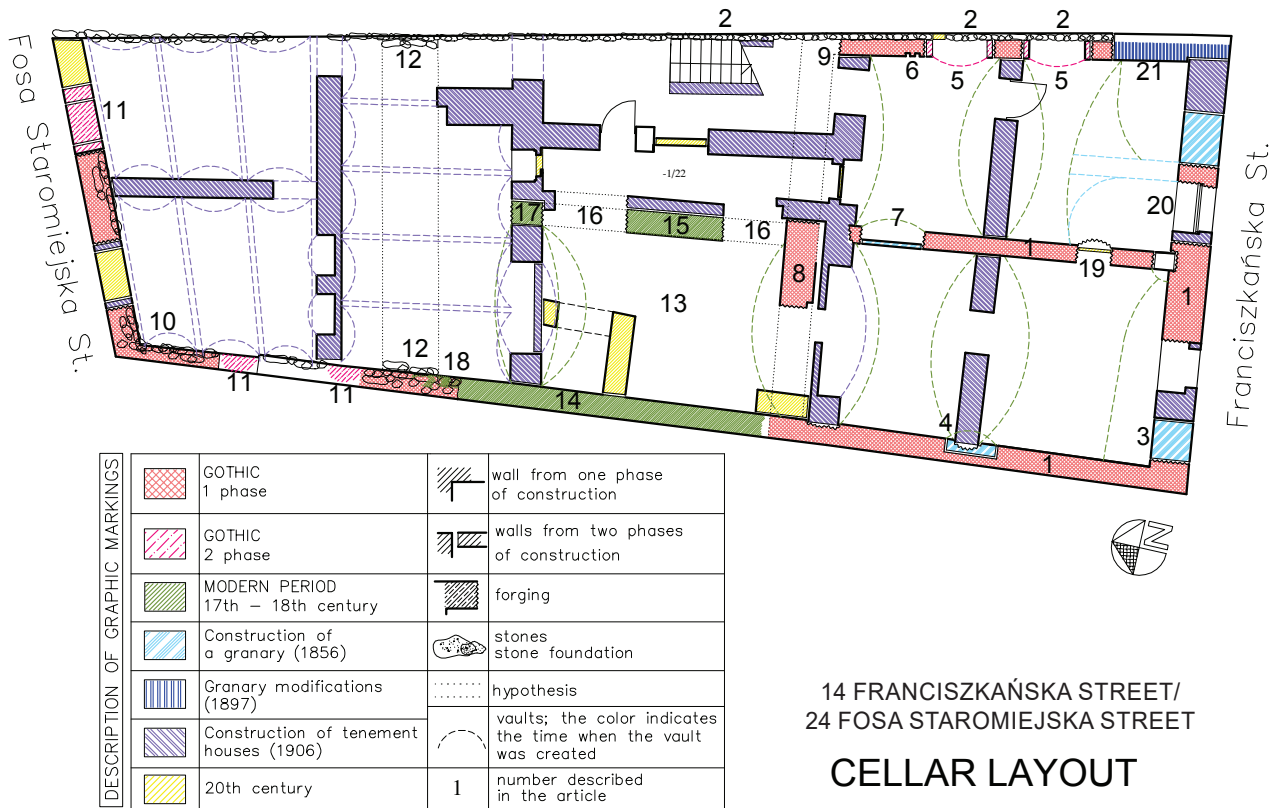 2
2
2
12
9
6
5
5
21
Fosa Staromiejska St.
11
-1/22
20
Franciszkańska St.
17
16
15
16
7
1
19
8
1
13
10
12
18
11
11
14
4
3
1
N
DESCRIPTION OF GRAPHIC MARKINGS
GOTHIC
1 phase
wall from one phase
of construction
GOTHIC
2 phase
walls from two phases
of construction
MODERN PERIOD
17th – 18th century
forging
Construction of
a granary (1856)
stones
stone foundation
Granary modifications
(1897)
hypothesis
Construction of tenement
houses (1906)
vaults; the color indicates
the time when the vault
was created
20th century
1
number described
in the article
14 FRANCISZKAŃSKA STREET/
24 FOSA STAROMIEJSKA STREET
CELLAR LAYOUT